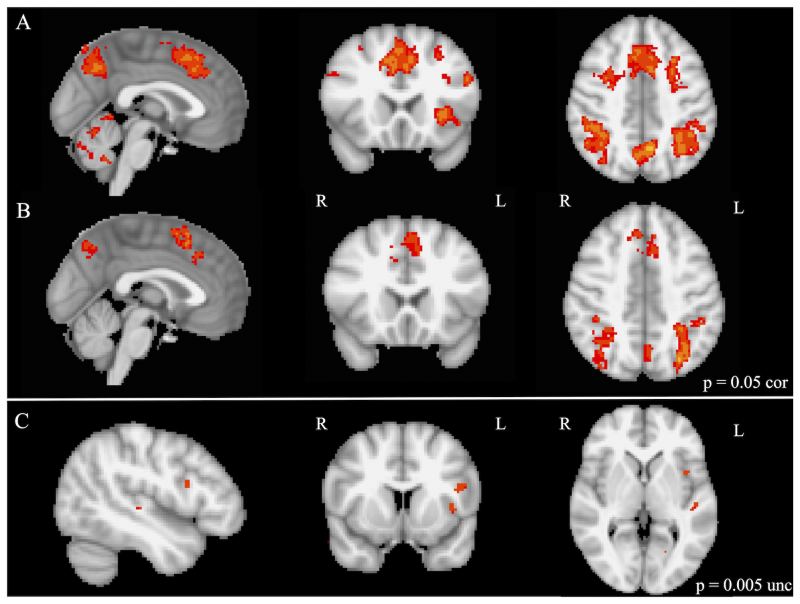 A
B
R L R L
p = 0.05 cor
C
R L R L
p = 0.005 unc